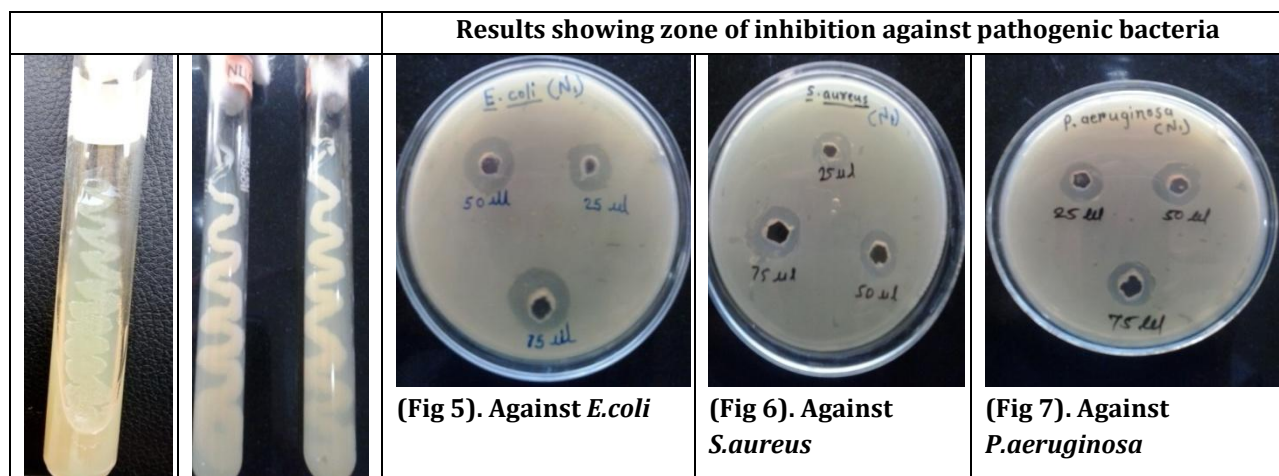 Results showing zone of inhibition against pathogenic bacteria
NL
E.coli (N1)
50 ul
25 ul
75 ul
S.aureus
(N1)
25 ul
75 ul
50 ul
P.aeruginosa
(N1)
25 ul
50 ul
75 ul
(Fig 5). Against E.coli
(Fig 6). Against
S.aureus
(Fig 7). Against
P.aeruginosa